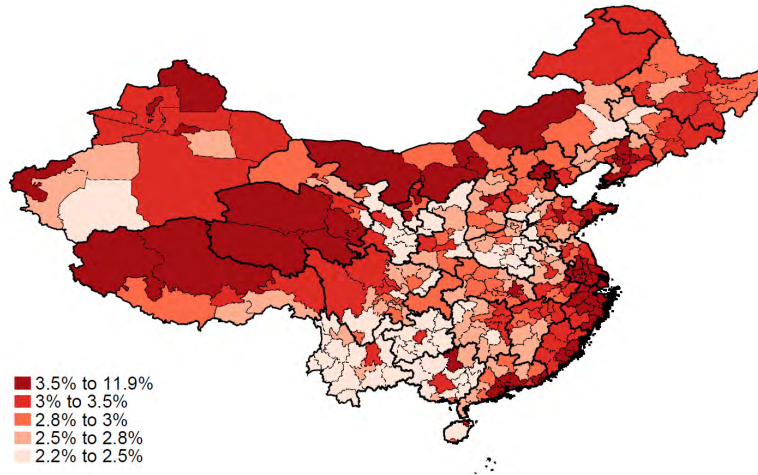 3.5% to 11.9%
3% to 3.5%
2.8% to 3%
2.5% to 2.8%
2.2% to 2.5%